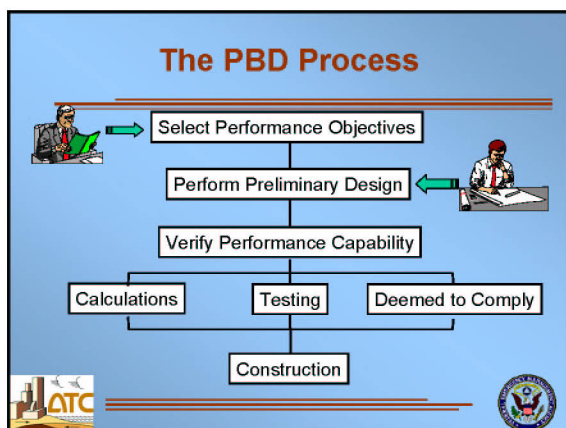 The PBD Process
Select Performance Objectives
Perform Preliminary Design
Verify Performance Capability
Calculations
Testing
Deemed to Comply
Construction
ATC